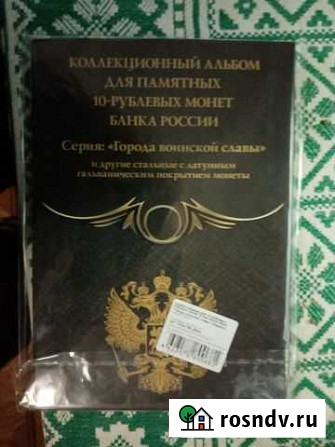 КОЛЛЕКЦИОННЫЙ АЛЬБОМ
ДЛЯ ПАМЯТНЫХ
10-РУБЛЕВЫХ МОНЕТ
БАНКА РОССИИ
Серия: «Города воинской славы»
и другие стальные с латунным
гальваническим покрытием монеты
rosndv.ru